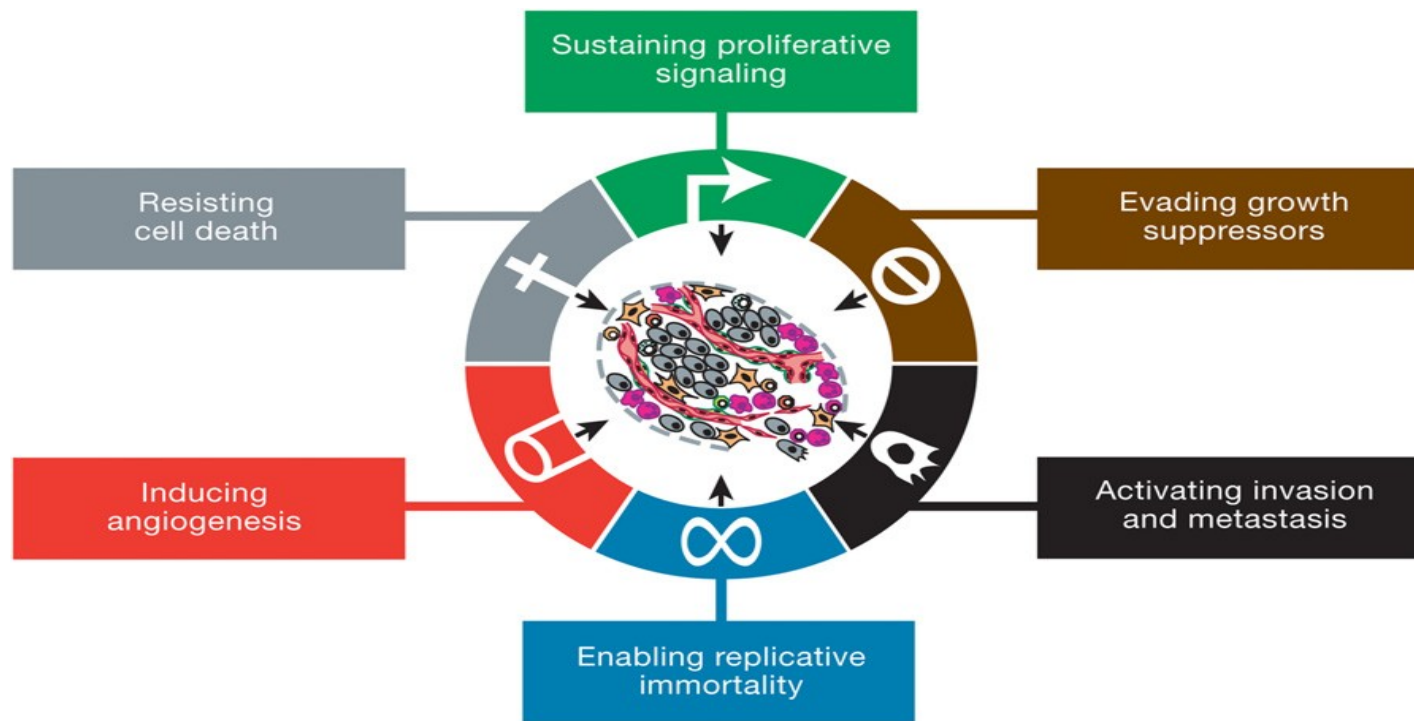 Sustaining proliferative
signaling
Resisting
cell death
Evading growth
suppressors
Inducing
angiogenesis
Activating invasion
and metastasis
Enabling replicative
immortality